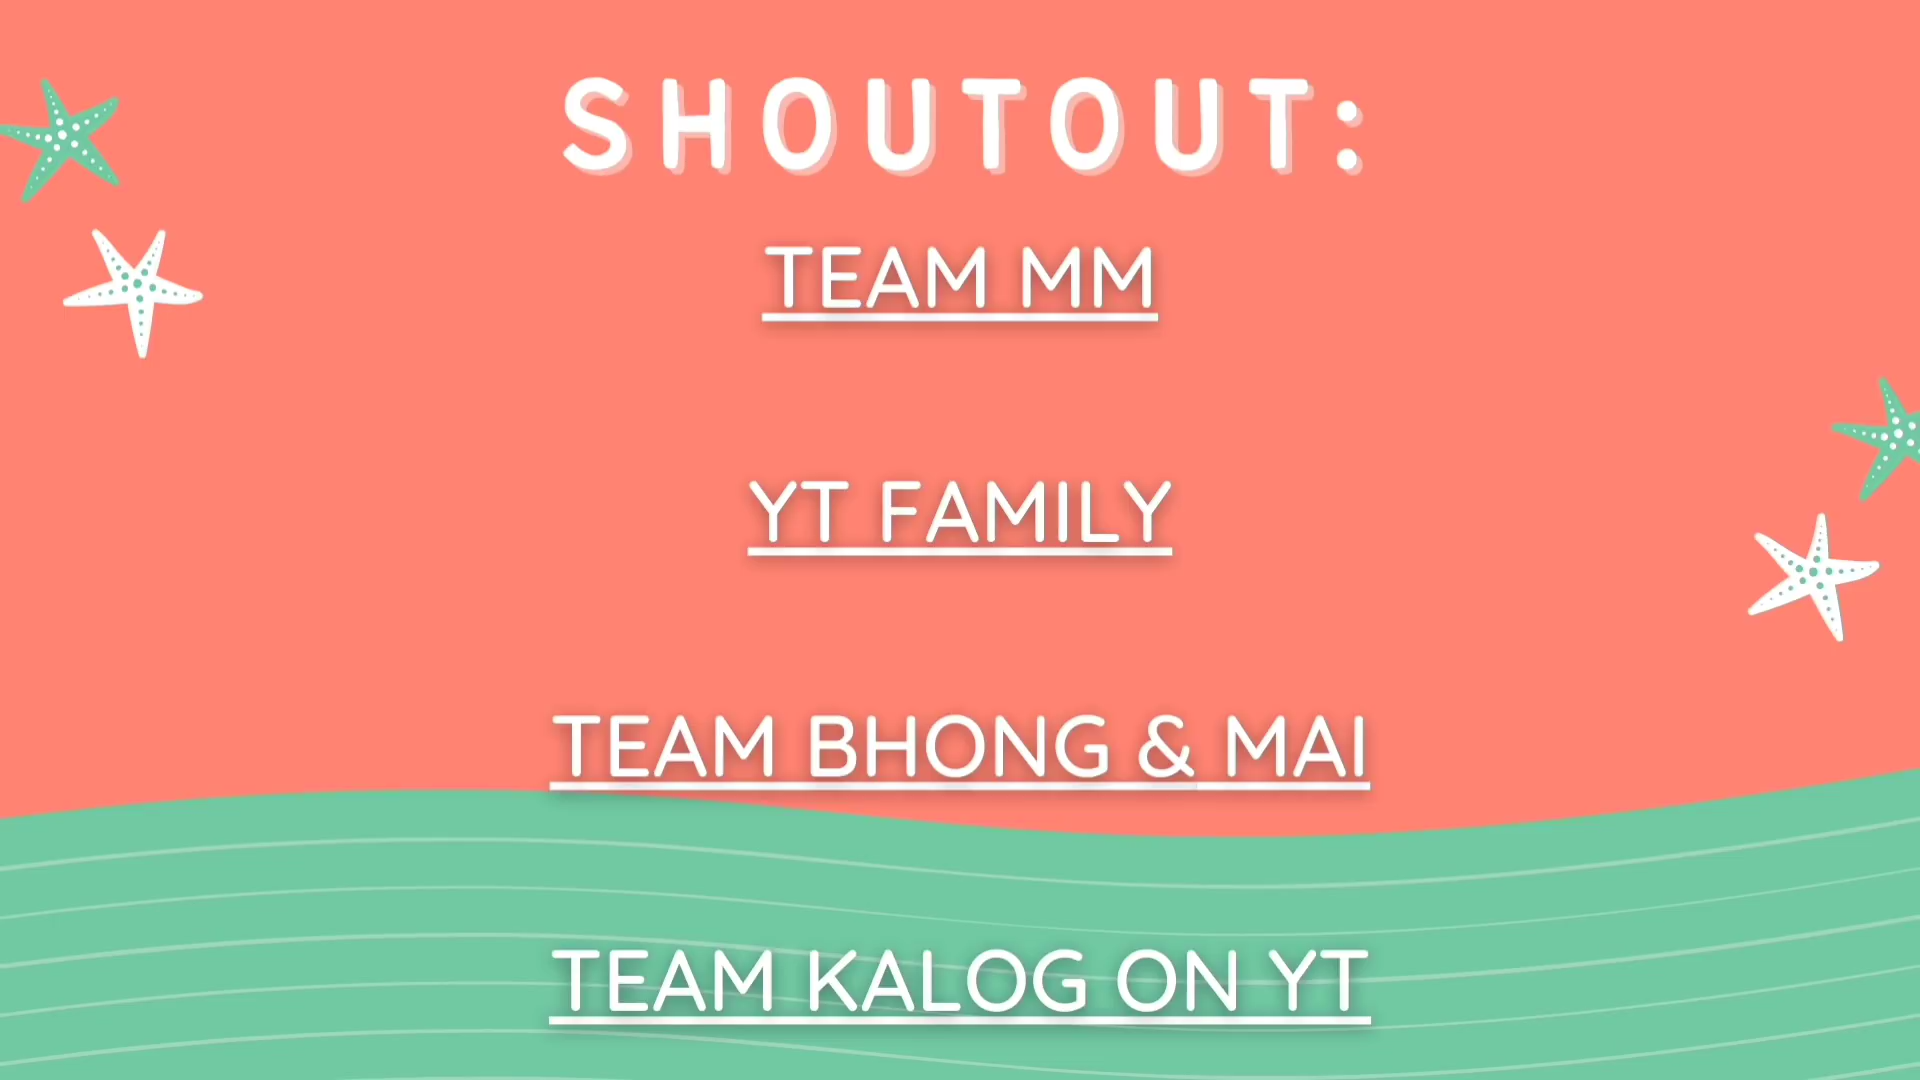 SHOUTOUT:
TEAM MM
YT FAMILY
TEAM BHONG & MAI
TEAM KALOG ON YT